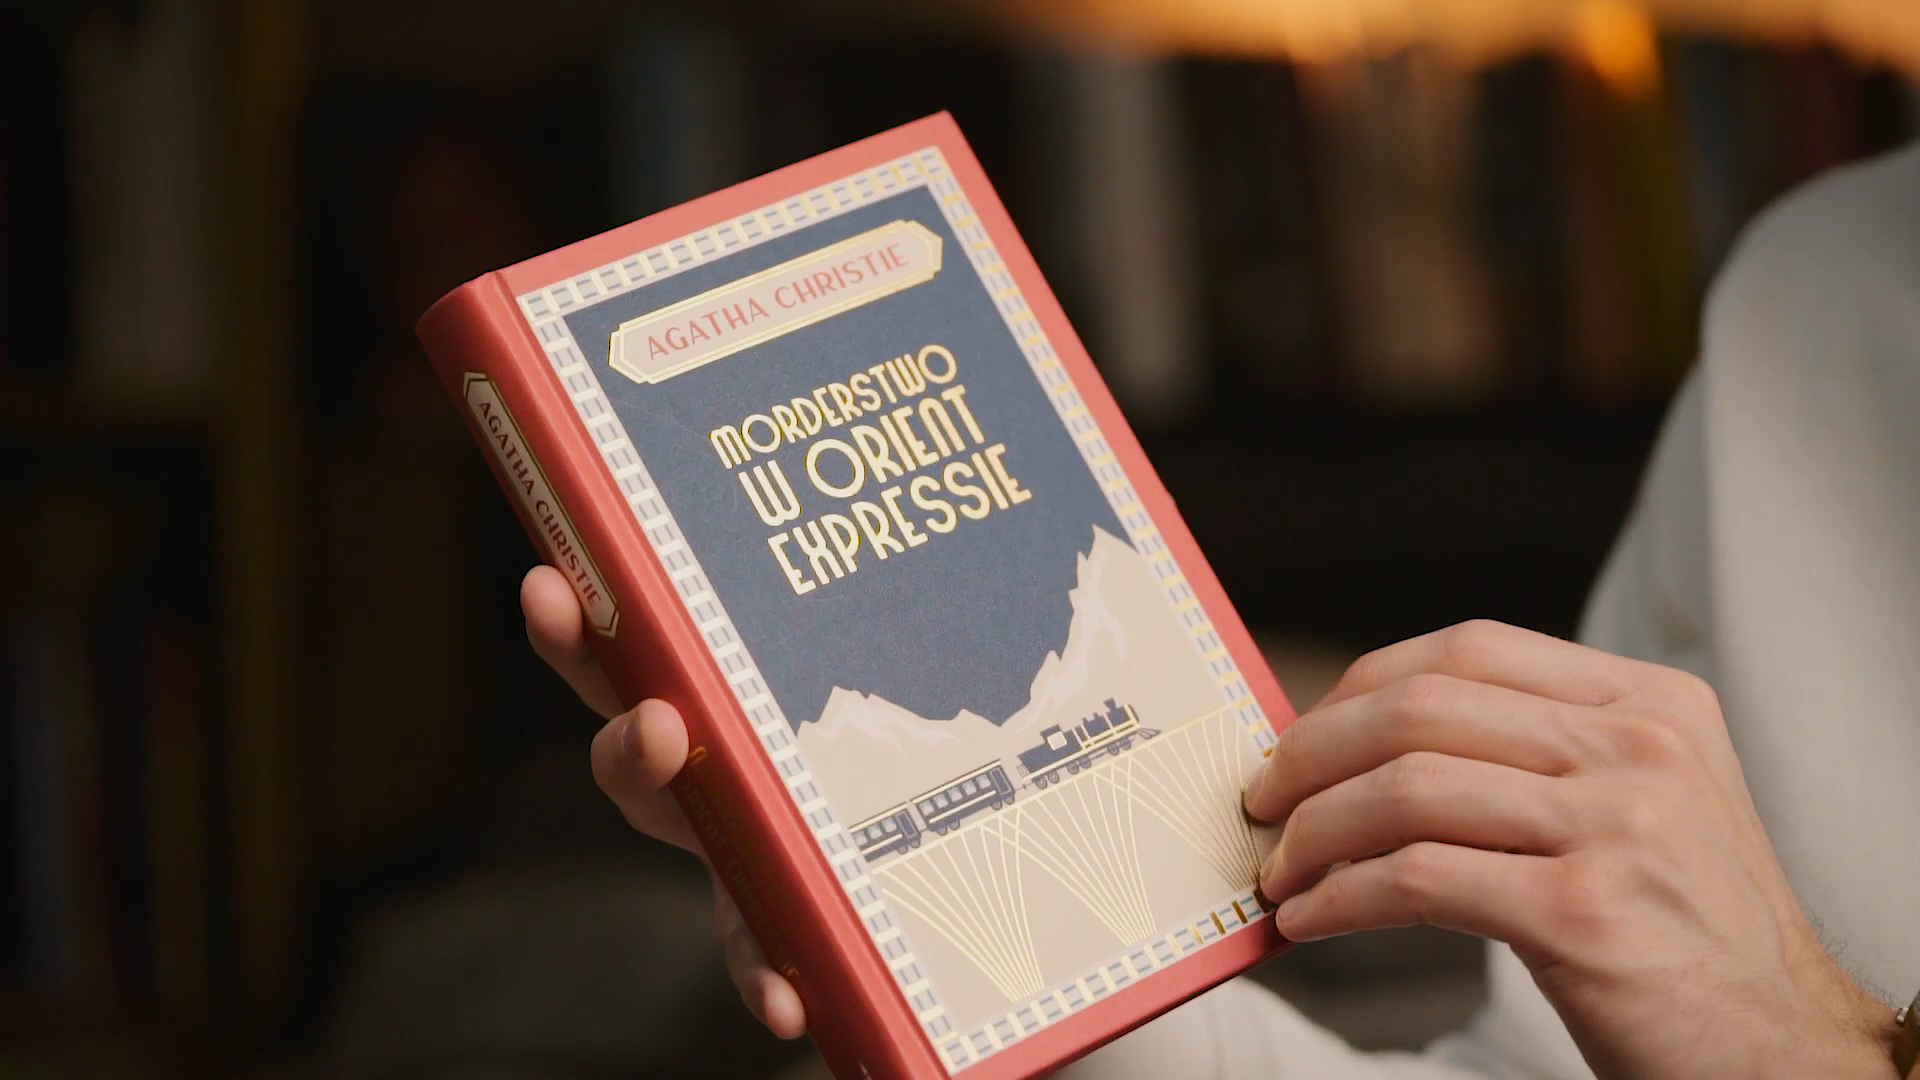 AGATHA CHRISTIE
MORDERSTWO
W ORIENT
EXPRESSIE
AGATHA CHRISTIE